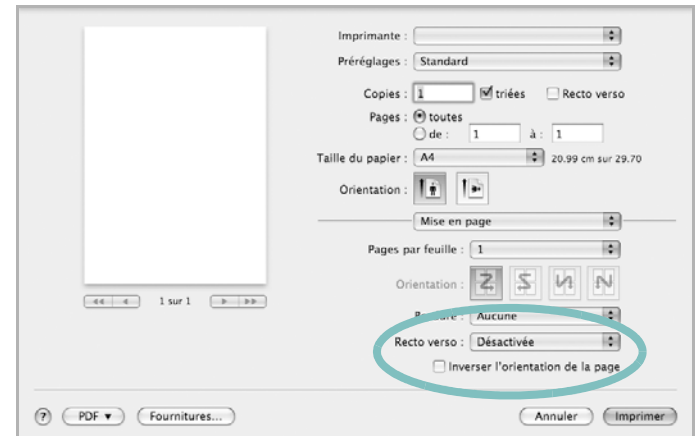 Imprimante :
Préréglages : Standard
Copies : 1 triées Recto verso
Pages : toutes
de : 1 à : 1
Taille du papier : A4 20.99 cm sur 29.70
Orientation :
Mise en page
Pages par feuille : 1
Orientation :
1 sur 1
Aucune
Recto verso : Désactivée
Inverser l'orientation de la page
? PDF Fournitures... Annuler Imprimer